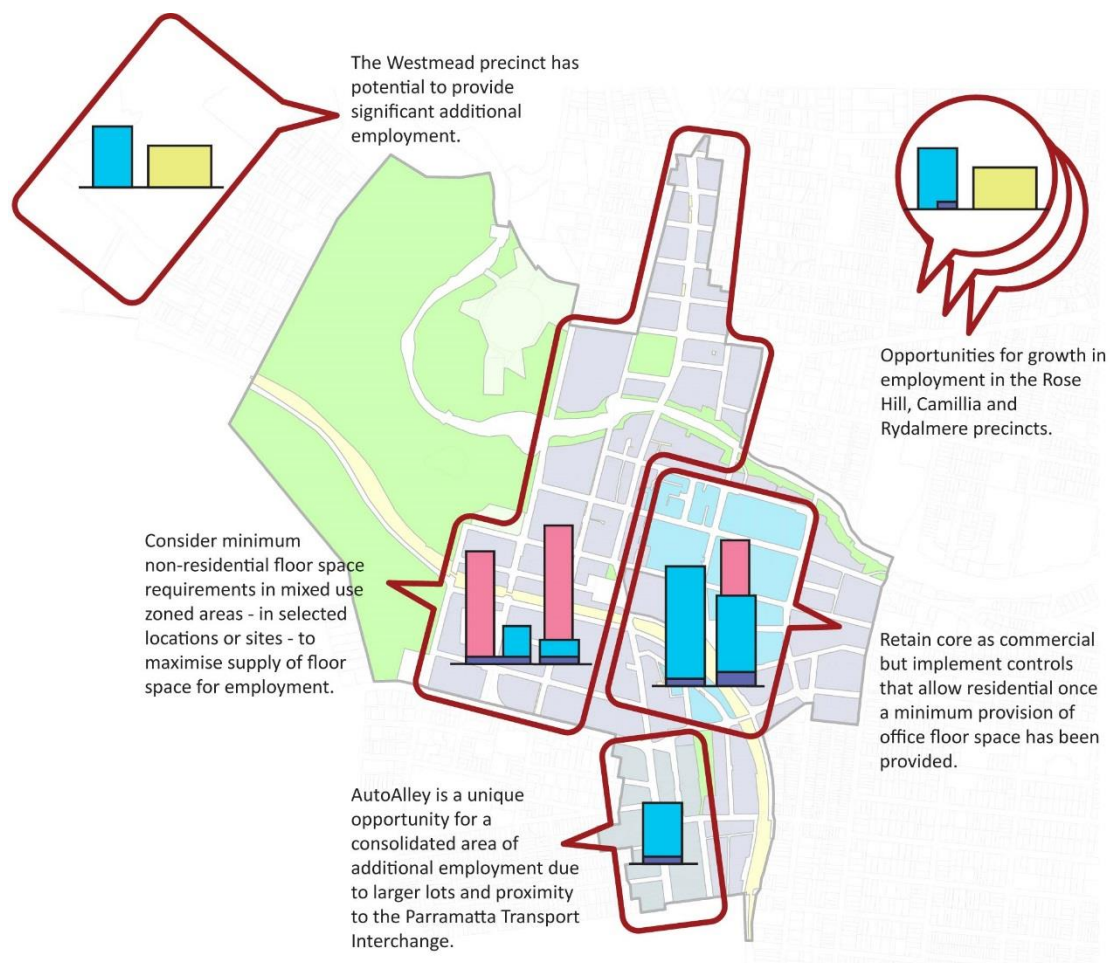 The Westmead precinct has
potential to provide
significant additional
employment.
Opportunities for growth in
employment in the Rose
Hill, Camillia and
Rydalmere precincts.
Consider minimum
non-residential floor space
requirements in mixed use
zoned areas - in selected
locations or sites - to
maximise supply of floor
space for employment.
Retain core as commercial
but implement controls
that allow residential once
a minimum provision of
office floor space has been
provided.
AutoAlley is a unique
opportunity for a
consolidated area of
additional employment due
to larger lots and proximity
to the Parramatta Transport
Interchange.